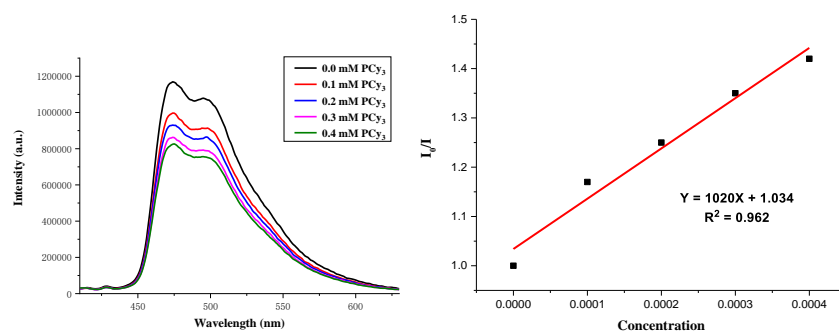 0.0 mM PCy₃
0.1 mM PCy₃
0.2 mM PCy₃
0.3 mM PCy₃
0.4 mM PCy₃
1200000
1000000
800000
600000
400000
200000
0
450
500
550
600
Intensity (a.u.)
Wavelength (nm)
1.5
1.4
1.3
1.2
1.1
1.0
I₀/I
Y = 1020X + 1.034
R² = 0.962
0.0000
0.0001
0.0002
0.0003
0.0004
Concentration